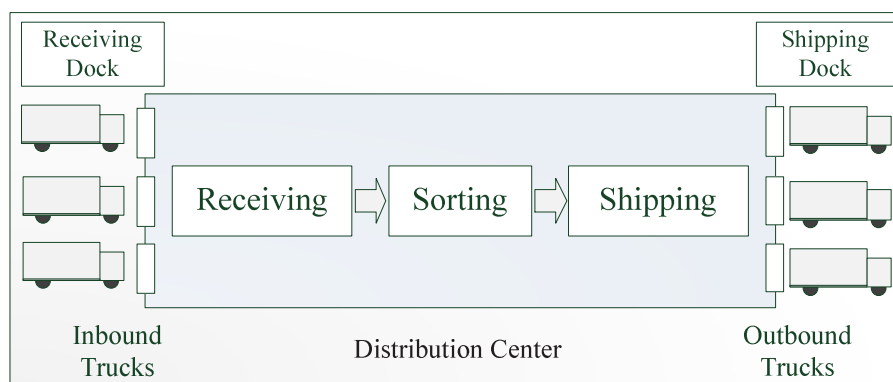 Receiving
Dock
Shipping
Dock
Receiving
Sorting
Shipping
Inbound
Trucks
Distribution Center
Outbound
Trucks